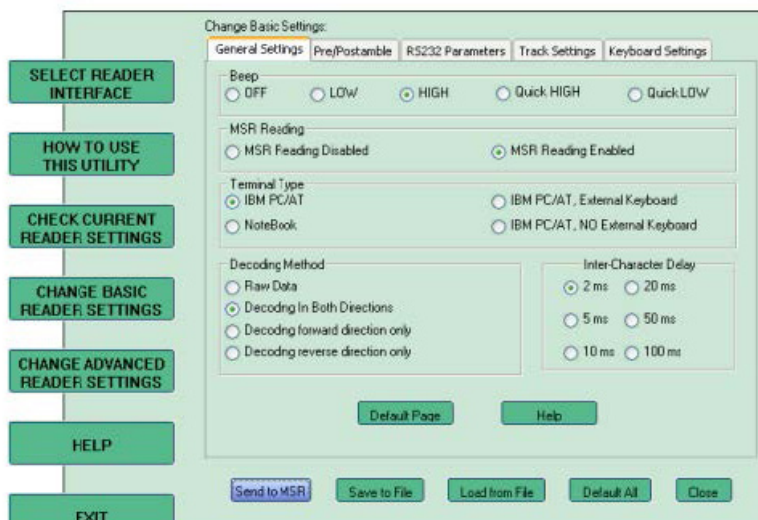 Change Basic Settings:
General Settings Pre/Postamble RS232 Parameters Track Settings Keyboard Settings
SELECT READER
INTERFACE
HOW TO USE
THIS UTILITY
CHECK CURRENT
READER SETTINGS
CHANGE BASIC
READER SETTINGS
CHANGE ADVANCED
READER SETTINGS
HELP
EXIT
Beep
OFF LOW HIGH Quick HIGH Quick LOW
MSR Reading
MSR Reading Disabled MSR Reading Enabled
Terminal Type
IBM PC/AT IBM PC/AT, External Keyboard
NoteBook IBM PC/AT, NO External Keyboard
Decoding Method
Raw Data
Decoding In Both Directions
Decoding forward direction only
Decoding reverse direction only
Inter-Character Delay
2 ms 20 ms
5 ms 50 ms
10 ms 100 ms
Default Page Help
Send to MSR Save to File Load from File Default All Close